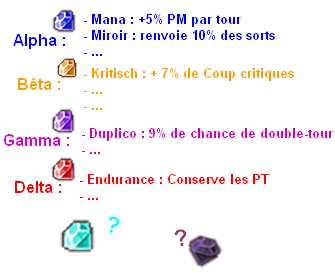 Alpha :
- Mana : +5% PM par tour
- Miroir : renvoie 10% des sorts
- ...
Bêta :
- Kritisch : + 7% de Coup critiques
- ...
- ...
Gamma :
- Duplico : 9% de chance de double-tour
- ...
Delta :
- Endurance : Conserve les PT
- ...
?
?